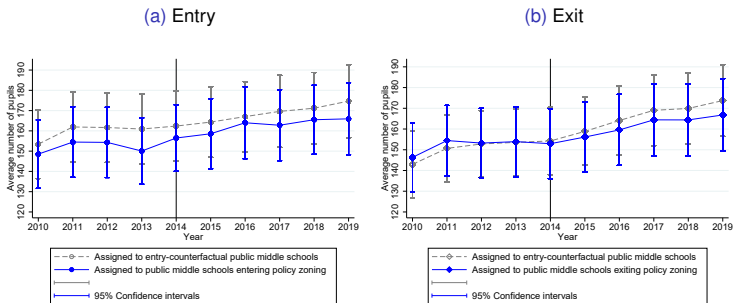 (a) Entry
Average number of pupils
190
180
170
160
150
140
130
120
2010 2011 2012 2013 2014 2015 2016 2017 2018 2019
Year
Assigned to entry-counterfactual public middle schools
Assigned to public middle schools entering policy zoning
95% Confidence intervals
(b) Exit
Average number of pupils
190
180
170
160
150
140
130
120
2010 2011 2012 2013 2014 2015 2016 2017 2018 2019
Year
Assigned to entry-counterfactual public middle schools
Assigned to public middle schools exiting policy zoning
95% Confidence intervals